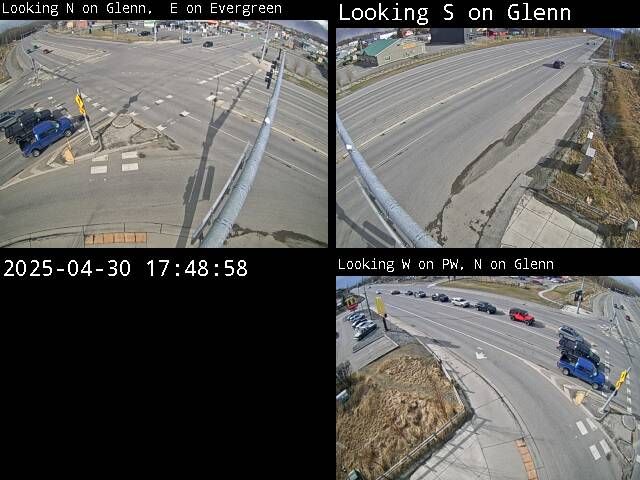 Looking N on Glenn,  E on Evergreen
Looking S on Glenn
2025-04-30 17:48:58
Looking W on PW, N on Glenn